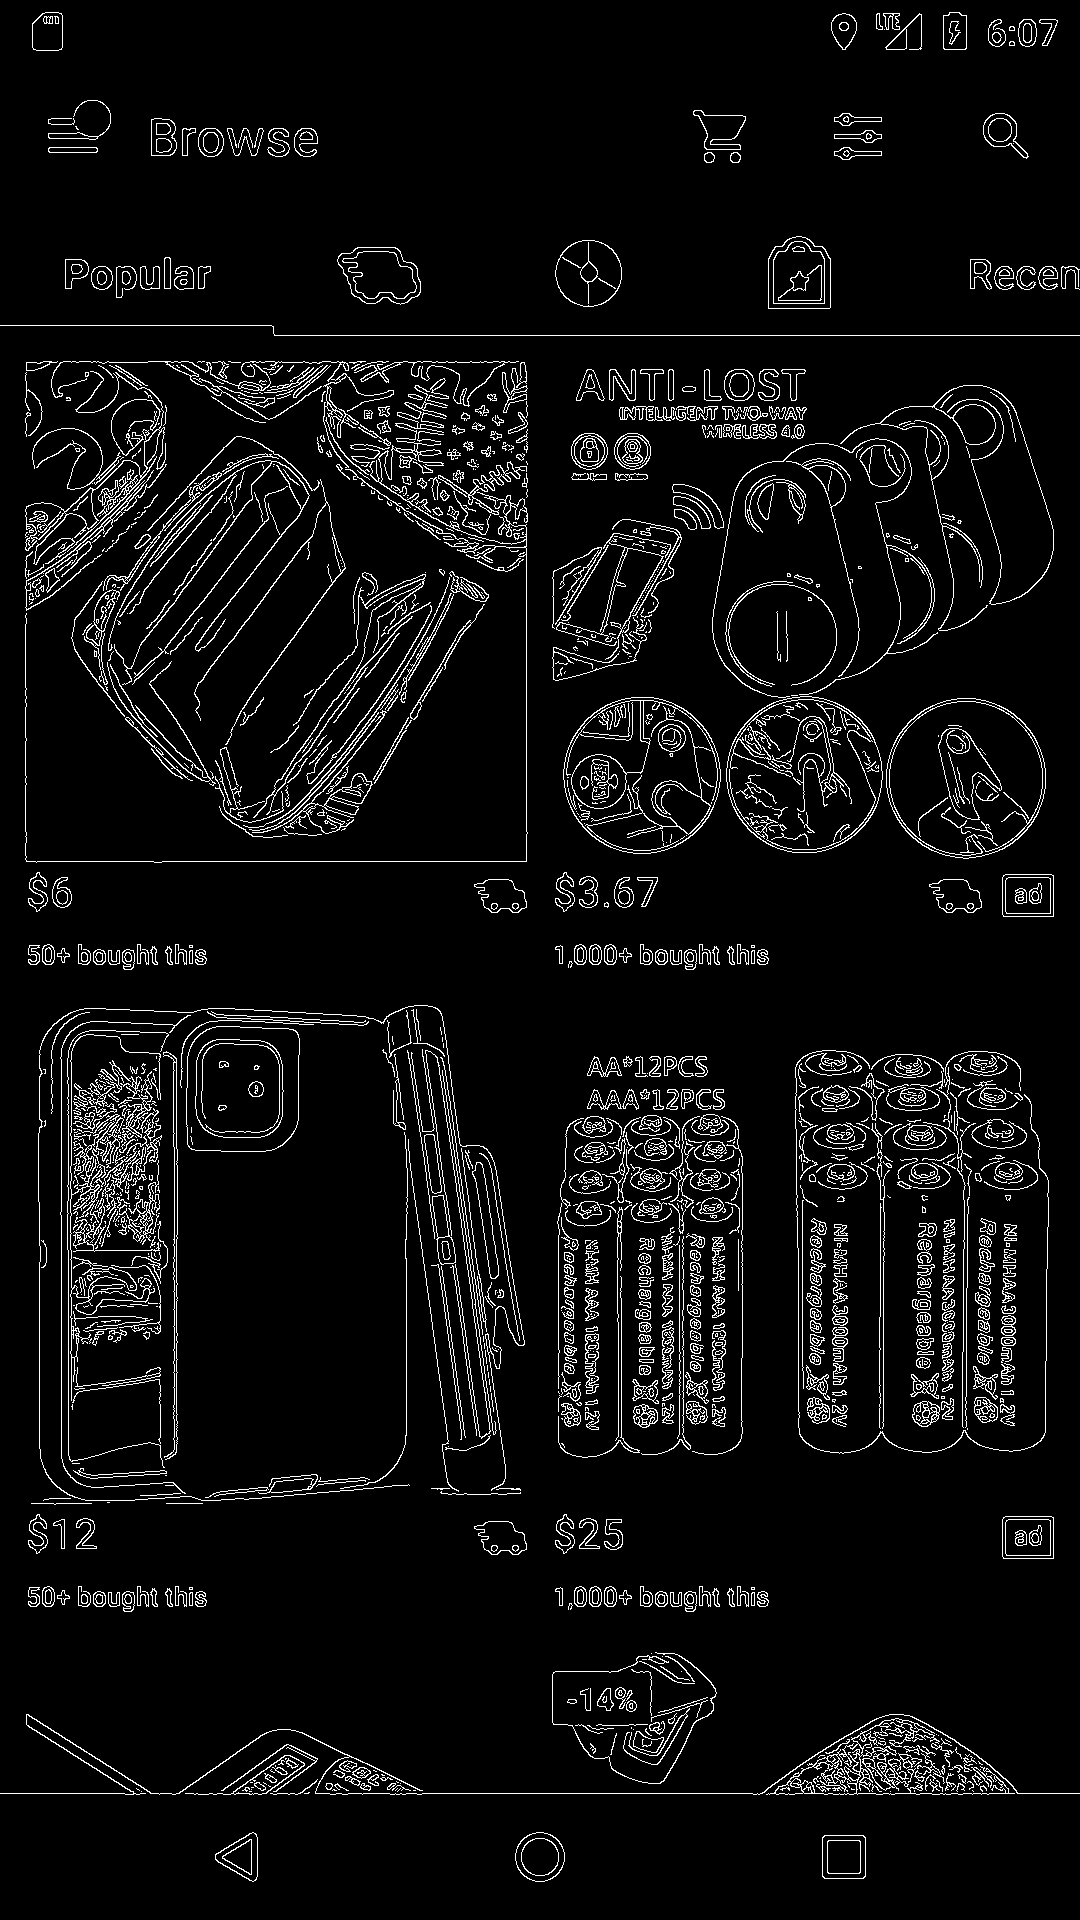 LTE 6:07
Browse
Popular
Recen
ANTI-LOST
INTELLIGENT TWO-WAY
WIRELESS 4.0
$6
$3.67
ad
50+ bought this
1,000+ bought this
AA*12PCS
AAA*12PCS
Rechargeable
Ni-MH AAA 1800mAh 1.2V
Rechargeable
Ni-MH AAA 1800mAh 1.2V
Rechargeable
Ni-MH AAA 1800mAh 1.2V
Rechargeable
Ni-MH AA 3000mAh 1.2V
Rechargeable
Ni-MH AA 3000mAh 1.2V
Rechargeable
Ni-MH AA 3000mAh 1.2V
$12
$25
ad
50+ bought this
1,000+ bought this
-14%